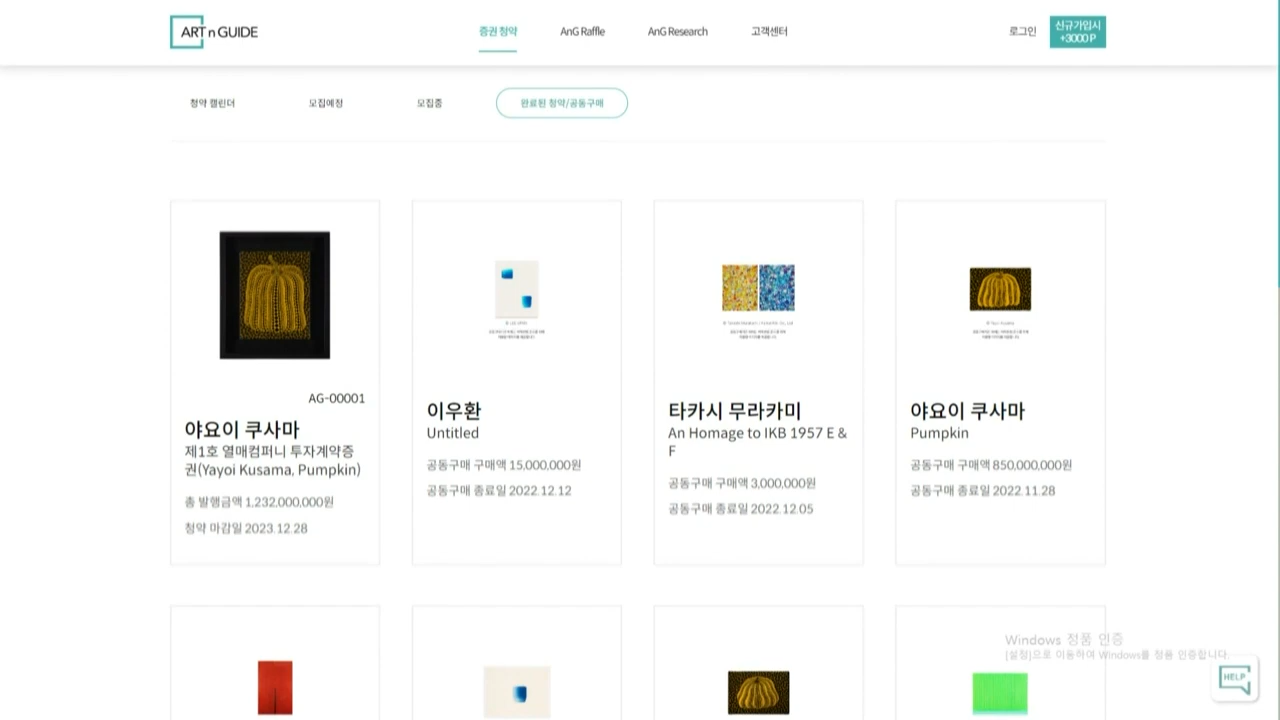 ART n GUIDE
증권 청약
AnG Raffle
AnG Research
고객센터
로그인
신규가입시
+3000 P
청약 캘린더
모집예정
모집중
완료된 청약/공동구매
AG-00001
야요이 쿠사마
제1호 열매컴퍼니 투자계약증
권(Yayoi Kusama, Pumpkin)
총 발행금액 1,232,000,000원
청약 마감일 2023.12.28
이우환
Untitled
공동구매 구매액 15,000,000원
공동구매 종료일 2022.12.12
타카시 무라카미
An Homage to IKB 1957 E &
F
공동구매 구매액 3,000,000원
공동구매 종료일 2022.12.05
야요이 쿠사마
Pumpkin
공동구매 구매액 850,000,000원
공동구매 종료일 2022.11.28
Windows 정품 인증
[설정]으로 이동하여 Windows를 정품 인증합니다.
HELP